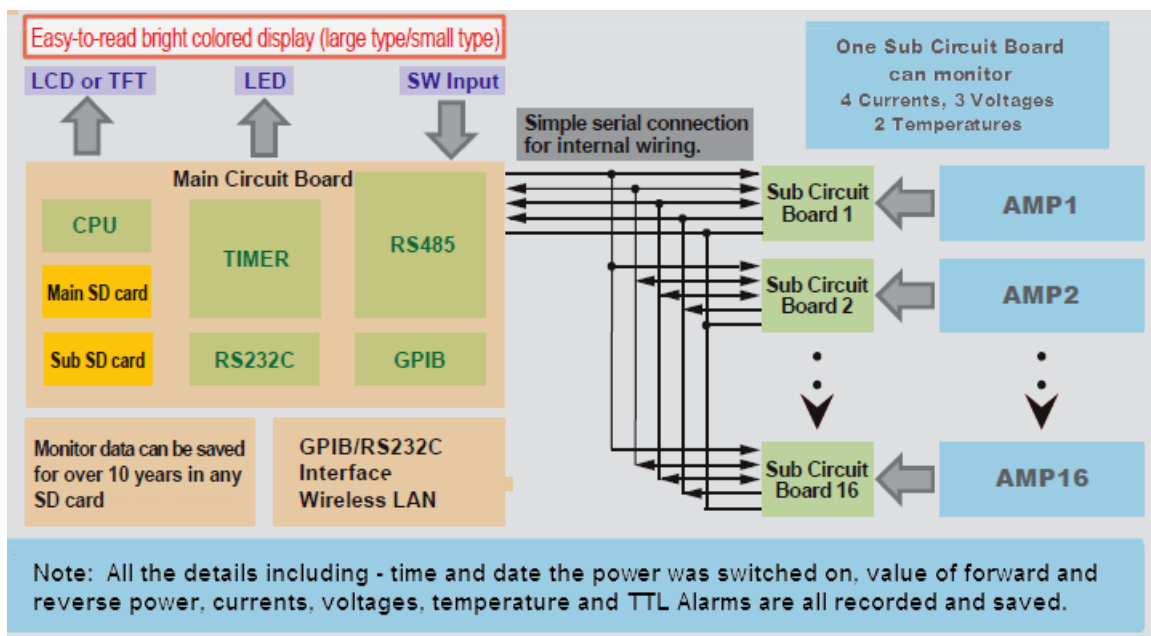 Easy-to-read bright colored display (large type/small type)
LCD or TFT
LED
SW Input
One Sub Circuit Board
can monitor
4 Currents, 3 Voltages
2 Temperatures
Simple serial connection
for internal wiring.
Main Circuit Board
CPU
TIMER
RS485
Main SD card
Sub SD card
RS232C
GPIB
Sub Circuit
Board 1
AMP1
Sub Circuit
Board 2
AMP2
Sub Circuit
Board 16
AMP16
Monitor data can be saved
for over 10 years in any
SD card
GPIB/RS232C
Interface
Wireless LAN
Note: All the details including - time and date the power was switched on, value of forward and
reverse power, currents, voltages, temperature and TTL Alarms are all recorded and saved.